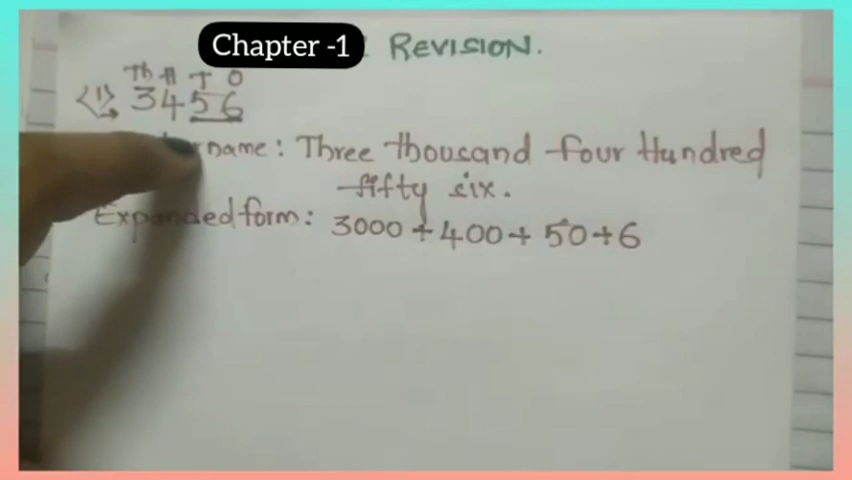 Chapter -1 REVISION.
Th H T O
<1> 3456
name: Three thousand four Hundred
fifty six.
Expanded form: 3000 + 400 + 50 + 6